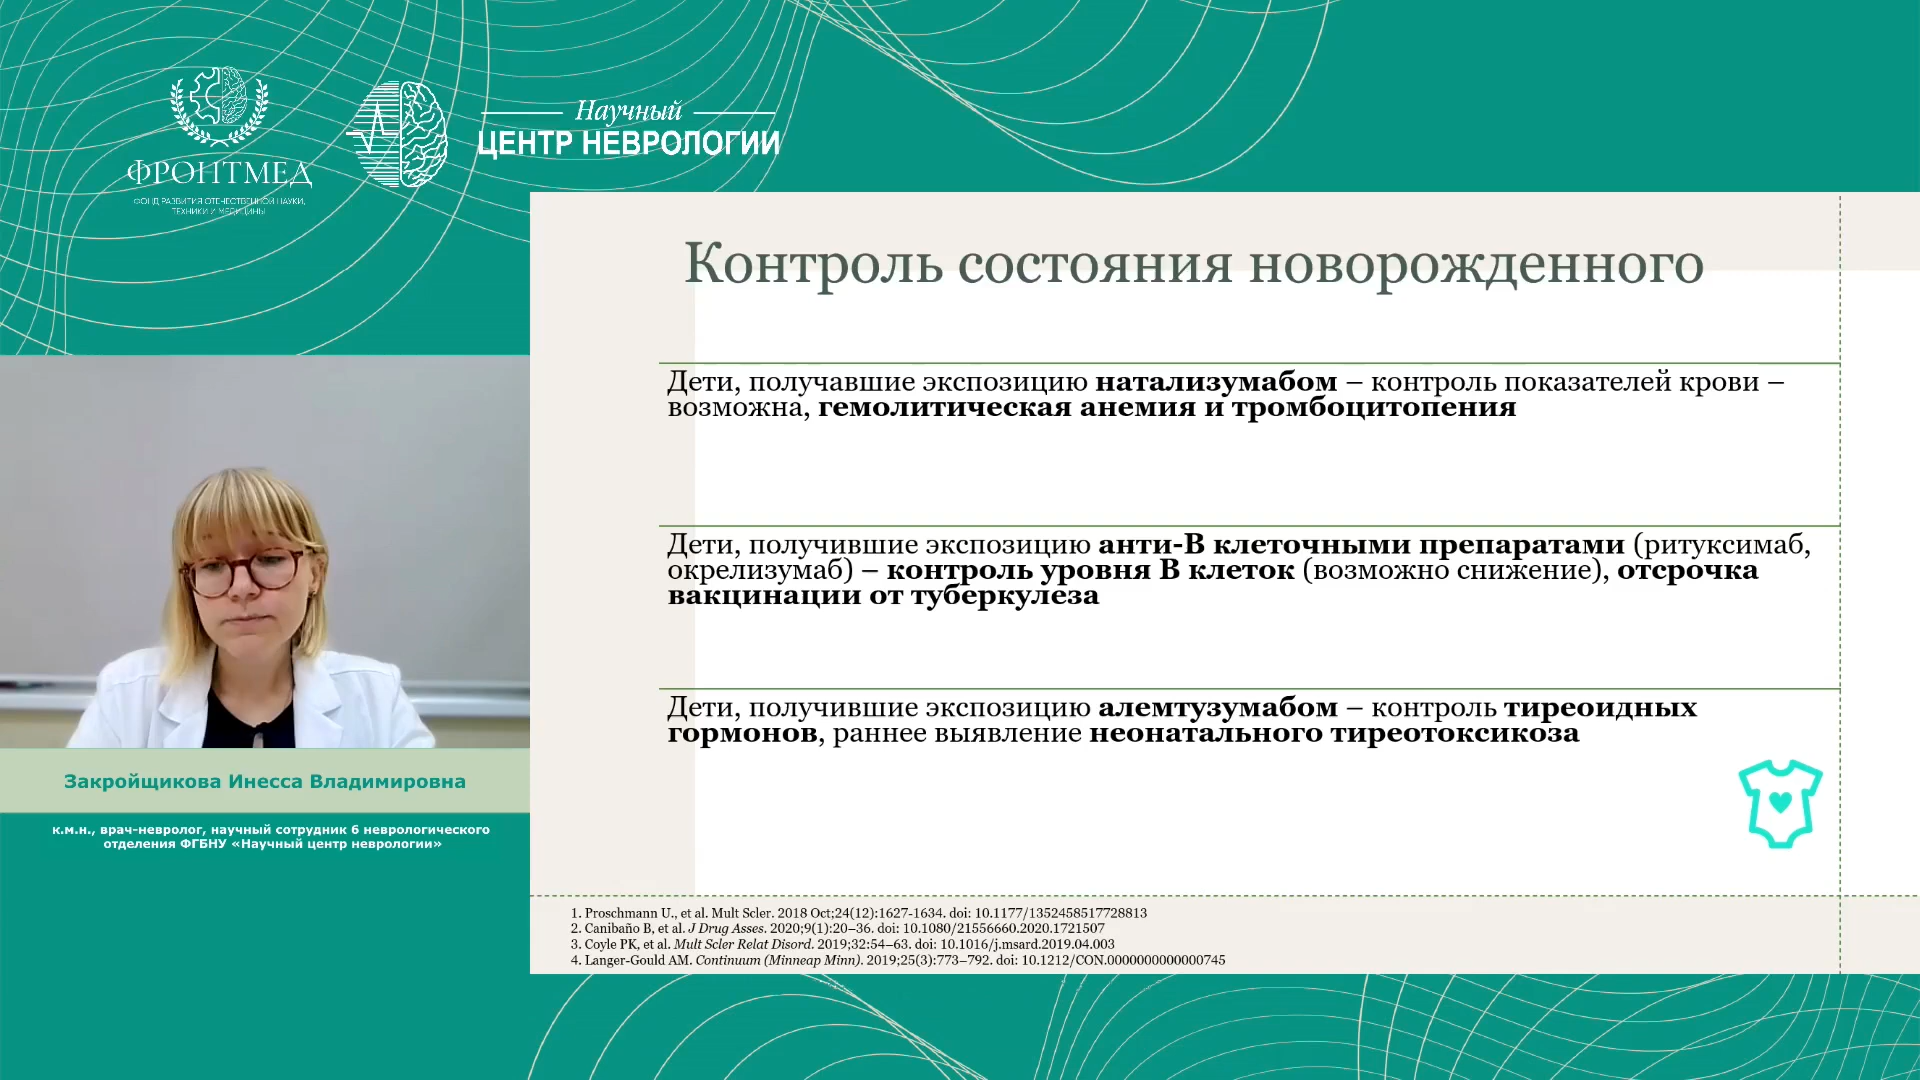 ФРОНТМЕД
ФОНД РАЗВИТИЯ ОТЕЧЕСТВЕННОЙ НАУКИ,
ТЕХНИКИ И МЕДИЦИНЫ
Научный
ЦЕНТР НЕВРОЛОГИИ
Контроль состояния новорожденного
Дети, получавшие экспозицию натализумабом – контроль показателей крови –
возможна, гемолитическая анемия и тромбоцитопения
Дети, получившие экспозицию анти-В клеточными препаратами (ритуксимаб,
окрелизумаб) – контроль уровня В клеток (возможно снижение), отсрочка
вакцинации от туберкулеза
Дети, получившие экспозицию алемтузумабом – контроль тиреоидных
гормонов, раннее выявление неонатального тиреотоксикоза
Закройщикова Инесса Владимировна
к.м.н., врач-невролог, научный сотрудник 6 неврологического
отделения ФГБНУ «Научный центр неврологии»
1. Proschmann U., et al. Mult Scler. 2018 Oct;24(12):1627-1634. doi: 10.1177/1352458517728813
2. Canibaño B, et al. J Drug Asses. 2020;9(1):20–36. doi: 10.1080/21556660.2020.1721507
3. Coyle PK, et al. Mult Scler Relat Disord. 2019;32:54–63. doi: 10.1016/j.msard.2019.04.003
4. Langer-Gould AM. Continuum (Minneap Minn). 2019;25(3):773–792. doi: 10.1212/CON.0000000000000745